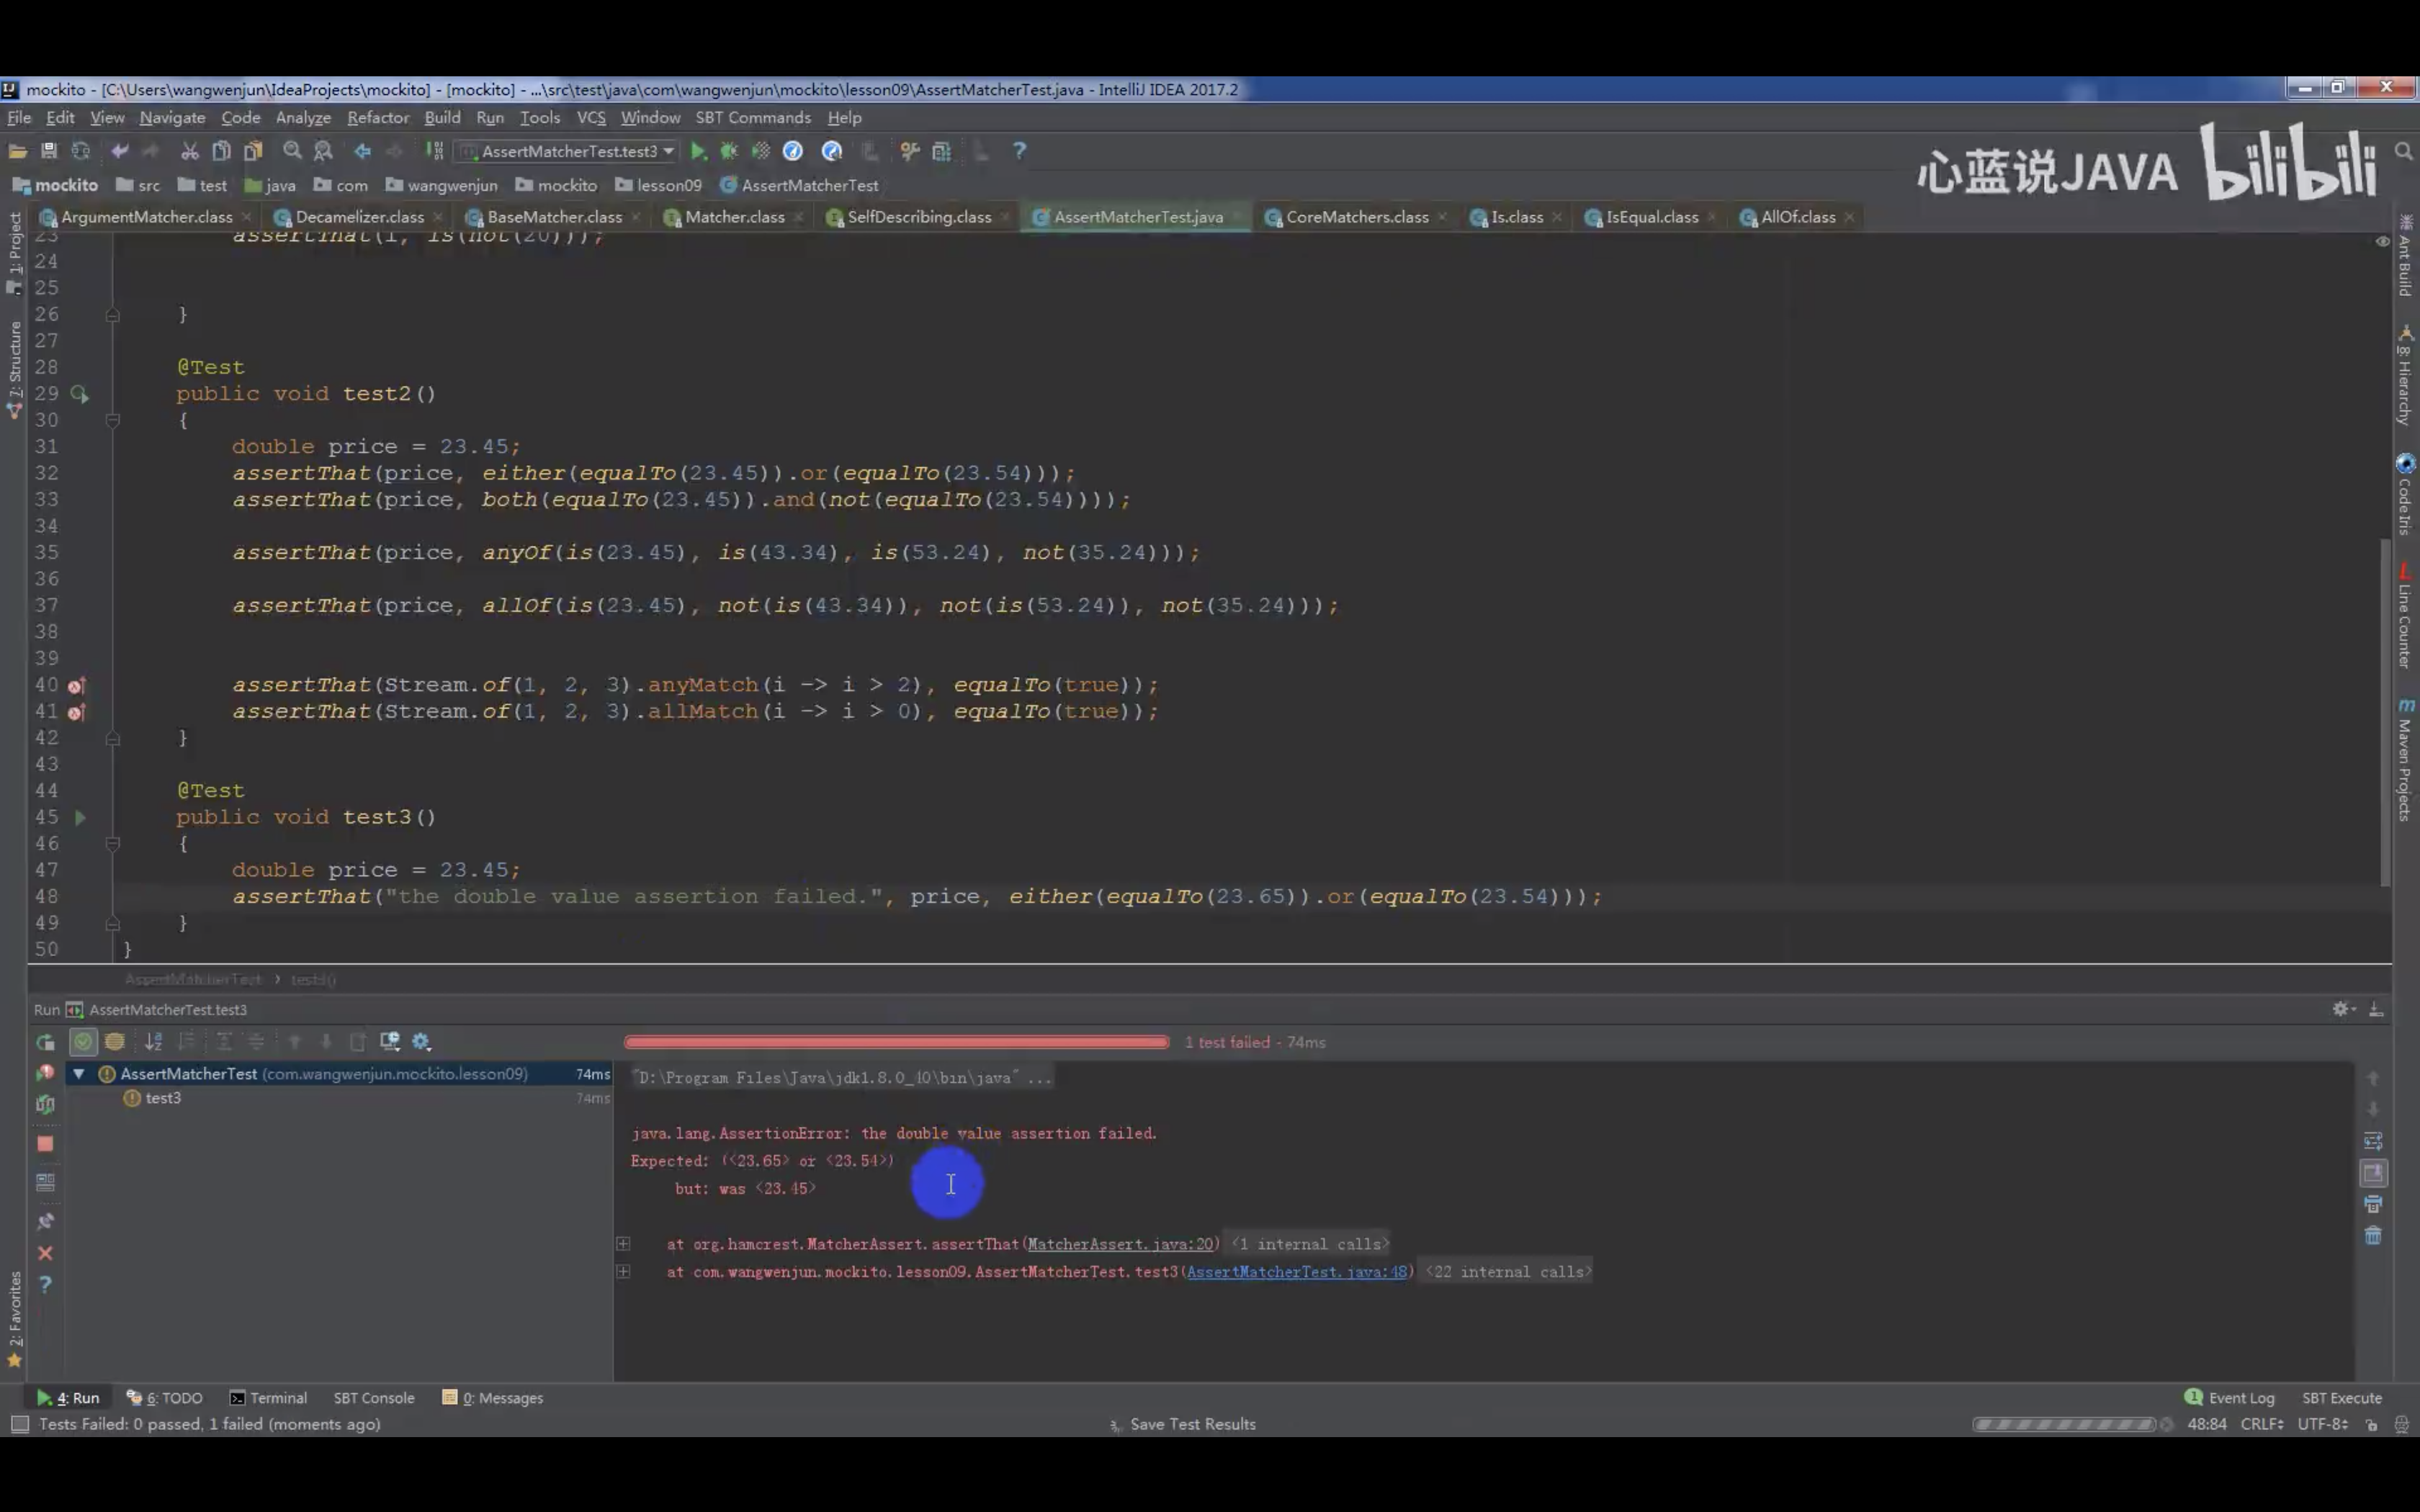 mockito - [C:\Users\wangwenjun\IdeaProjects\mockito] - [mockito] - ...\src\test\java\com\wangwenjun\mockito\lesson09\AssertMatcherTest.java - IntelliJ IDEA 2017.2
File Edit View Navigate Code Analyze Refactor Build Run Tools VCS Window SBT Commands Help
AssertMatcherTest.test3
心蓝说JAVA bilibili
mockito src test java com wangwenjun mockito lesson09 AssertMatcherTest
ArgumentMatcher.class Decamelizer.class BaseMatcher.class Matcher.class SelfDescribing.class AssertMatcherTest.java CoreMatchers.class Is.class IsEqual.class AllOf.class
1: Project
7: Structure
2: Favorites
Ant Build
8: Hierarchy
Code Iris
Line Counter
Maven Projects
23 assertThat(i, is(not(20)));
24
25
26 }
27
28 @Test
29 public void test2()
30 {
31 double price = 23.45;
32 assertThat(price, either(equalTo(23.45)).or(equalTo(23.54)));
33 assertThat(price, both(equalTo(23.45)).and(not(equalTo(23.54))));
34
35 assertThat(price, anyOf(is(23.45), is(43.34), is(53.24), not(35.24)));
36
37 assertThat(price, allOf(is(23.45), not(is(43.34)), not(is(53.24)), not(35.24)));
38
39
40 assertThat(Stream.of(1, 2, 3).anyMatch(i -> i > 2), equalTo(true));
41 assertThat(Stream.of(1, 2, 3).allMatch(i -> i > 0), equalTo(true));
42 }
43
44 @Test
45 public void test3()
46 {
47 double price = 23.45;
48 assertThat("the double value assertion failed.", price, either(equalTo(23.65)).or(equalTo(23.54)));
49 }
50 }
AssertMatcherTest › test3()
Run AssertMatcherTest.test3
1 test failed - 74ms
AssertMatcherTest (com.wangwenjun.mockito.lesson09) 74ms
test3 74ms
"D:\Program Files\Java\jdk1.8.0_40\bin\java" ...
java.lang.AssertionError: the double value assertion failed.
Expected: (<23.65> or <23.54>)
but: was <23.45>
at org.hamcrest.MatcherAssert.assertThat(MatcherAssert.java:20) <1 internal calls>
at com.wangwenjun.mockito.lesson09.AssertMatcherTest.test3(AssertMatcherTest.java:48) <22 internal calls>
4: Run 6: TODO Terminal SBT Console 0: Messages
1 Event Log SBT Execute
Tests Failed: 0 passed, 1 failed (moments ago)
Save Test Results
48:84 CRLF UTF-8